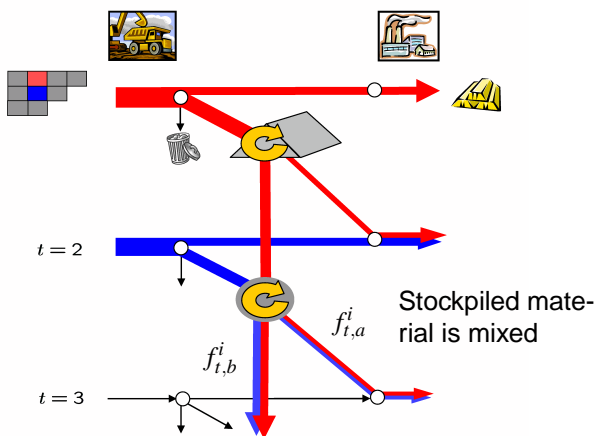 t = 2
Stockpiled mate-
rial is mixed
f^i_{t,a}
f^i_{t,b}
t = 3